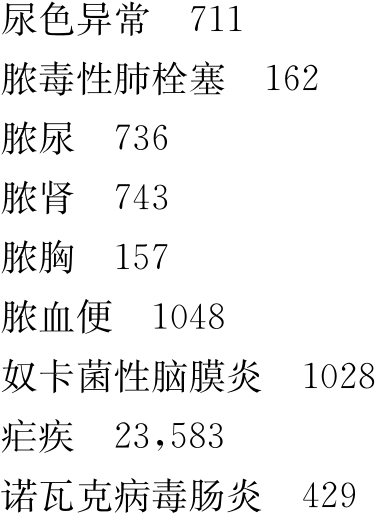 尿色异常 711
脓毒性肺栓塞 162
脓尿 736
脓肾 743
脓胸 157
脓血便 1048
奴卡菌性脑膜炎 1028
疟疾 23,583
诺瓦克病毒肠炎 429